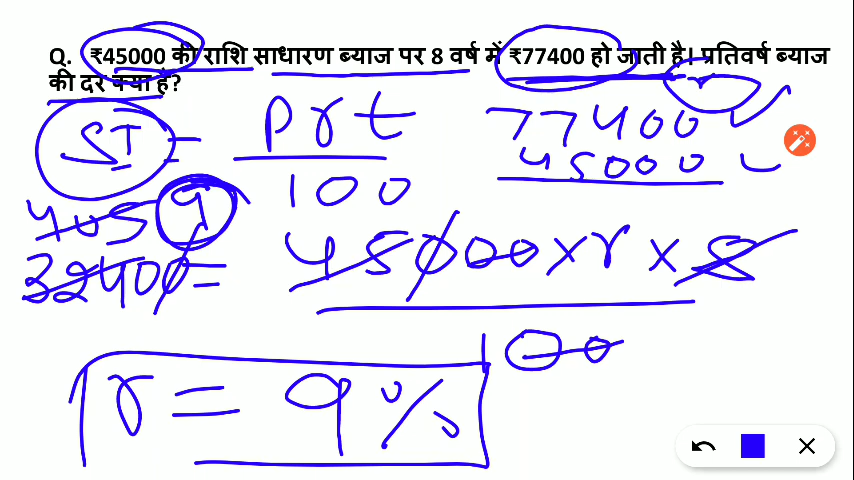 Q. ₹45000 की राशि साधारण ब्याज पर 8 वर्ष में ₹77400 हो जाती है। प्रतिवर्ष ब्याज
की दर क्या है?
SI = prt
100
77400
45000
4059
32400 = 45000 x r x 8
100
r = 9%